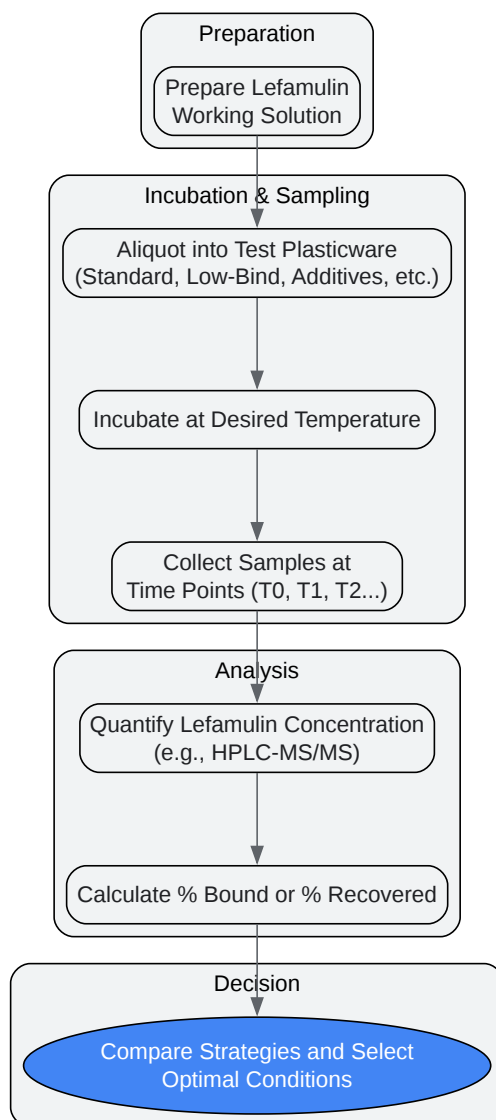 Preparation
Prepare Lefamulin
Working Solution
Incubation & Sampling
Aliquot into Test Plasticware
(Standard, Low-Bind, Additives, etc.)
Incubate at Desired Temperature
Collect Samples at
Time Points (T0, T1, T2...)
Analysis
Quantify Lefamulin Concentration
(e.g., HPLC-MS/MS)
Calculate % Bound or % Recovered
Decision
Compare Strategies and Select
Optimal Conditions